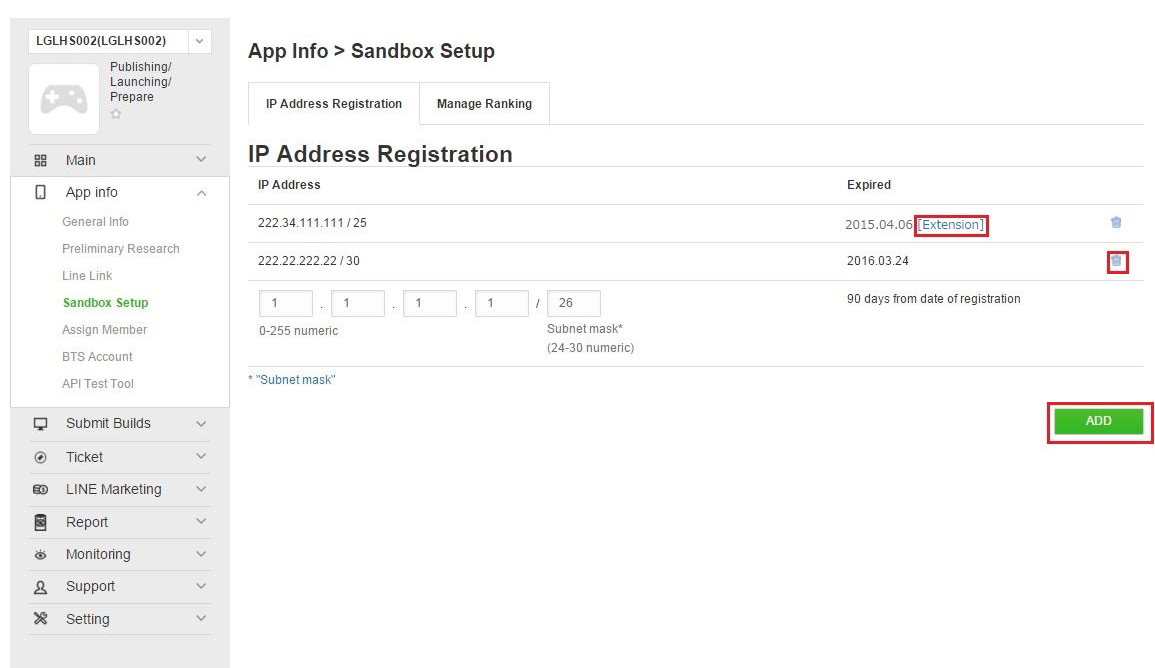 LGLHS002(LGLHS002)
Publishing/
Launching/
Prepare
Main
App info
General Info
Preliminary Research
Line Link
Sandbox Setup
Assign Member
BTS Account
API Test Tool
Submit Builds
Ticket
LINE Marketing
Report
Monitoring
Support
Setting
App Info > Sandbox Setup
IP Address Registration
Manage Ranking
IP Address Registration
IP Address Expired
222.34.111.111 / 25 2015.04.06 [Extension]
222.22.222.22 / 30 2016.03.24
1 . 1 . 1 . 1 / 26 90 days from date of registration
0-255 numeric Subnet mask*
(24-30 numeric)
* "Subnet mask"
ADD